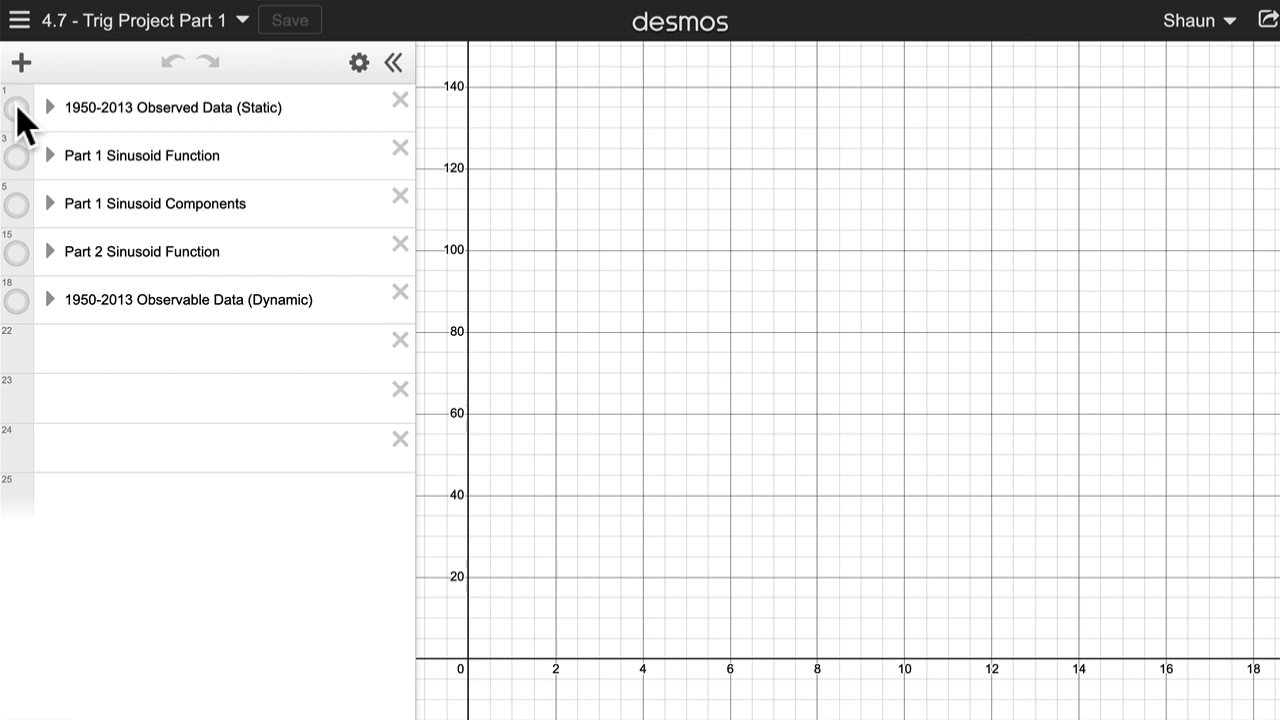 4.7 - Trig Project Part 1
Save
desmos
Shaun
1
1950-2013 Observed Data (Static)
3
Part 1 Sinusoid Function
5
Part 1 Sinusoid Components
15
Part 2 Sinusoid Function
18
1950-2013 Observable Data (Dynamic)
22
23
24
25
140
120
100
80
60
40
20
0 2 4 6 8 10 12 14 16 18